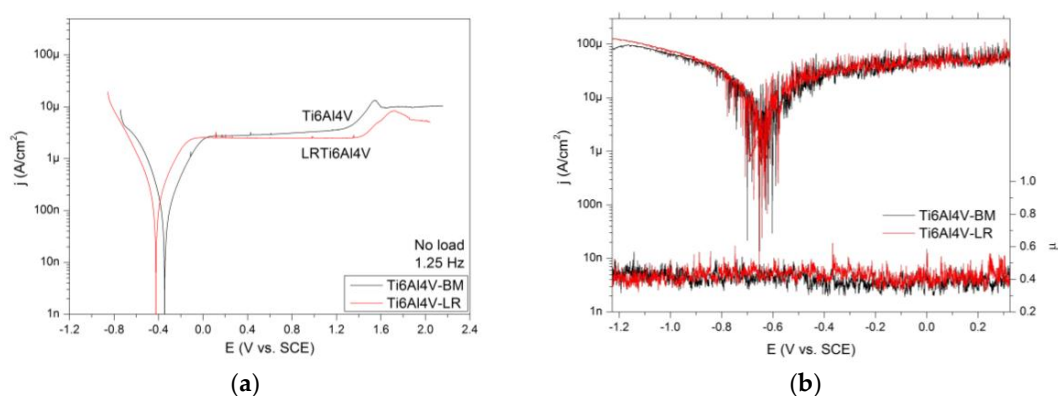 100µ
10µ
1µ
100n
10n
1n
j (A/cm²)
Ti6Al4V
LRTi6Al4V
No load
1.25 Hz
Ti6Al4V-BM
Ti6Al4V-LR
-1.2 -0.8 -0.4 0.0 0.4 0.8 1.2 1.6 2.0 2.4
E (V vs. SCE)
(a)
100µ
10µ
1µ
100n
10n
1n
j (A/cm²)
1.0
0.8
0.6
0.4
0.2
µ
Ti6Al4V-BM
Ti6Al4V-LR
-1.2 -1.0 -0.8 -0.6 -0.4 -0.2 0.0 0.2
E (V vs. SCE)
(b)